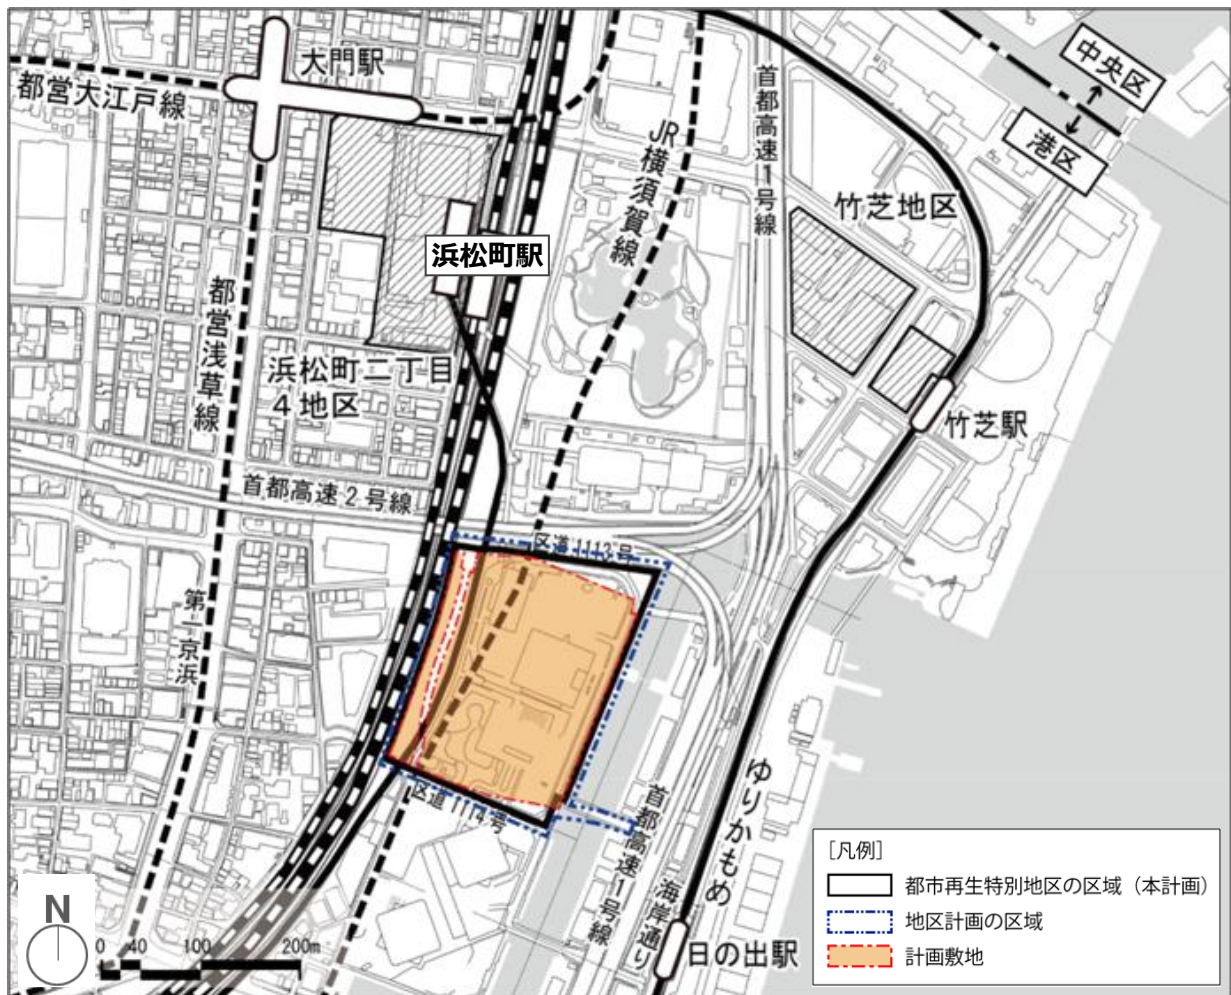 大門駅
都営大江戸線
JR横須賀線
首都高速1号線
中央区
港区
竹芝地区
浜松町駅
都営浅草線
浜松町二丁目
4地区
竹芝駅
首都高速2号線
区道1113号
第一京浜
区道1114号
首都高速1号線
海岸通り
ゆりかもめ
日の出駅
N
0 40 100 200m
[凡例]
都市再生特別地区の区域（本計画）
地区計画の区域
計画敷地